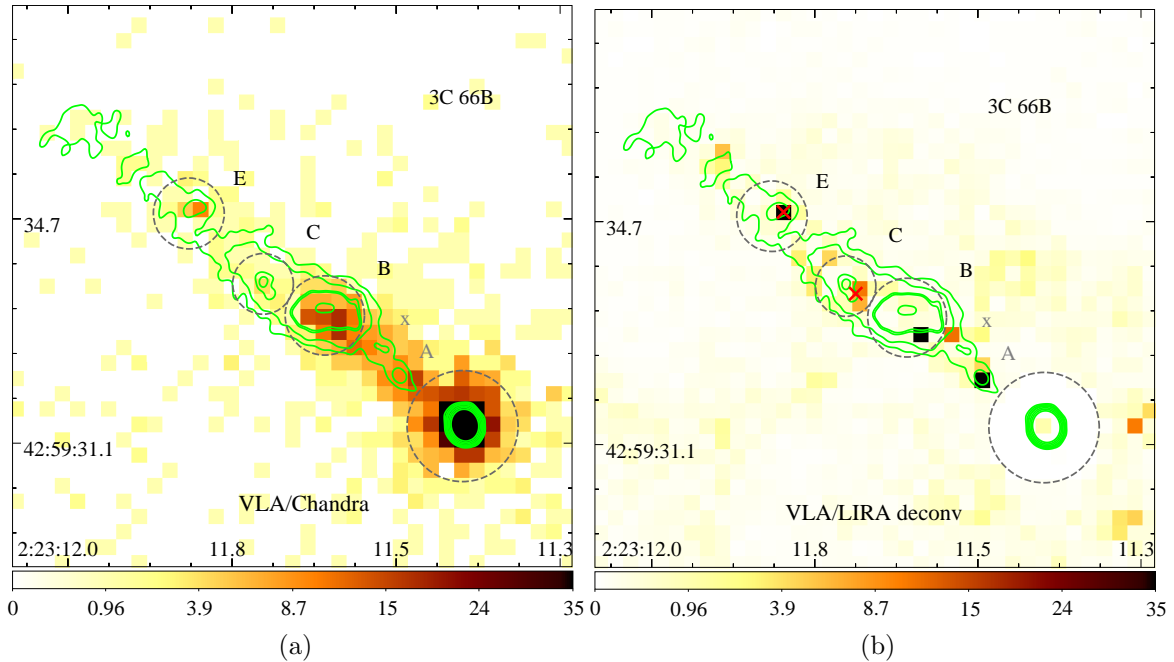 3C 66B
E
C
B
x
A
34.7
42:59:31.1
VLA/Chandra
2:23:12.0 11.8 11.5 11.3
0 0.96 3.9 8.7 15 24 35
(a)
3C 66B
E
C
B
x
A
34.7
42:59:31.1
VLA/LIRA deconv
2:23:12.0 11.8 11.5 11.3
0 0.96 3.9 8.7 15 24 35
(b)